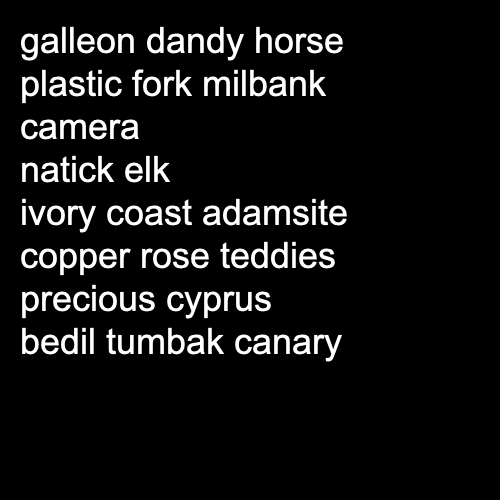 galleon dandy horse
plastic fork milbank
camera
natick elk
ivory coast adamsite
copper rose teddies
precious cyprus
bedil tumbak canary